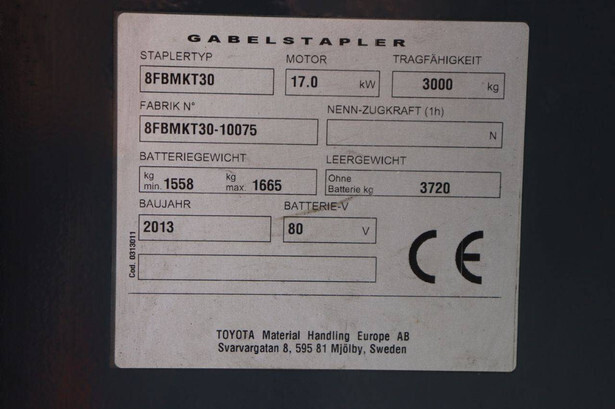 GABELSTAPLER
STAPLERTYP MOTOR TRAGFÄHIGKEIT
8FBMKT30 17.0 kW 3000 kg
FABRIK N° NENN-ZUGKRAFT (1h)
8FBMKT30-10075 N
BATTERIEGEWICHT LEERGEWICHT
kg min. 1558 kg max. 1665 Ohne Batterie kg 3720
BAUJAHR BATTERIE-V
2013 80 V
CE
Cod. 0313011
TOYOTA Material Handling Europe AB
Svarvargatan 8, 595 81 Mjölby, Sweden